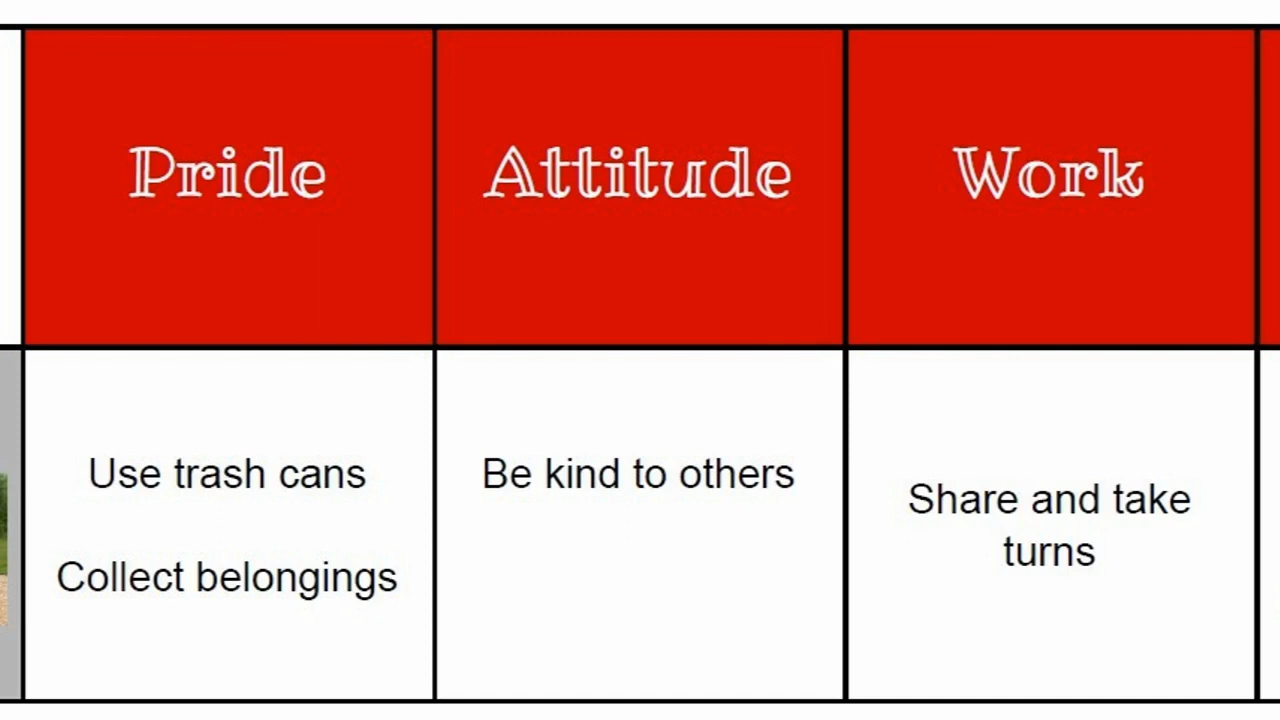 Pride Attitude Work
Use trash cans
Collect belongings
Be kind to others
Share and take
turns